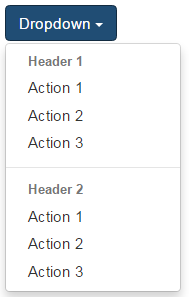 Dropdown
Header 1
Action 1
Action 2
Action 3
Header 2
Action 1
Action 2
Action 3